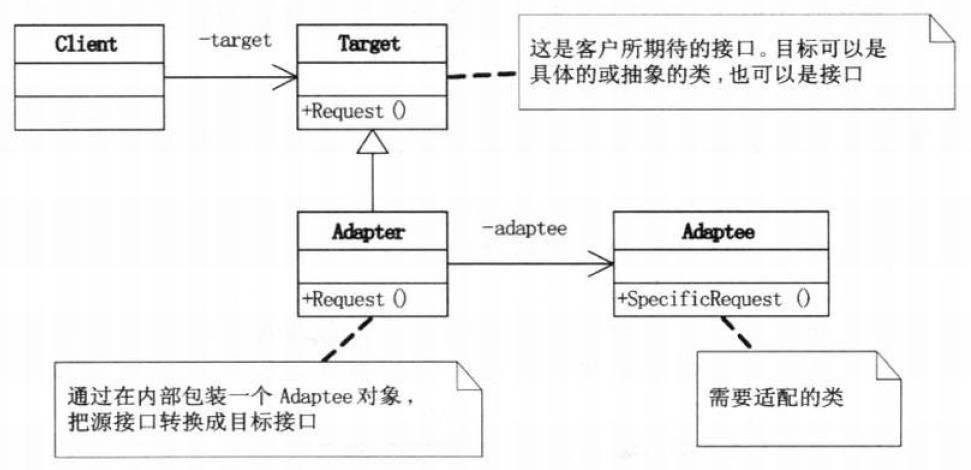 Client
-target
Target
+Request()
这是客户所期待的接口。目标可以是
具体的或抽象的类,也可以是接口
Adapter
+Request()
-adaptee
Adaptee
+SpecificRequest ()
通过在内部包装一个 Adaptee 对象,
把源接口转换成目标接口
需要适配的类